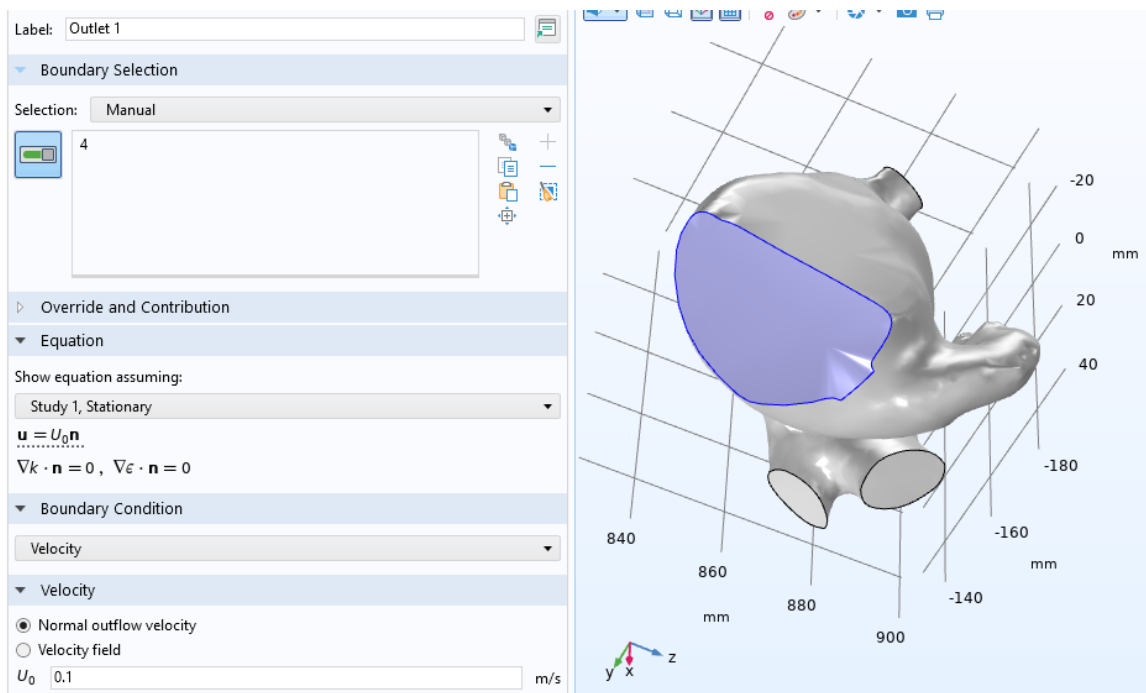 Label: Outlet 1
Boundary Selection
Selection: Manual
4
Override and Contribution
Equation
Show equation assuming:
Study 1, Stationary
u = U₀n
∇k · n = 0 , ∇ϵ · n = 0
Boundary Condition
Velocity
Velocity
Normal outflow velocity
Velocity field
U₀ 0.1 m/s
-20
0
mm
20
40
-180
-160
mm
-140
840
860
mm
880
900
y x z